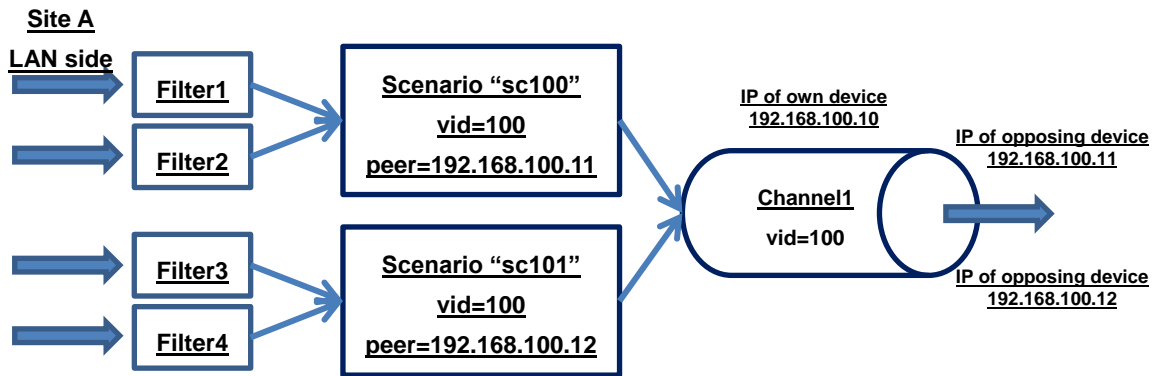 Site A
LAN side
Filter1
Filter2
Scenario “sc100”
vid=100
peer=192.168.100.11
IP of own device
192.168.100.10
IP of opposing device
192.168.100.11
Channel1
vid=100
Filter3
Filter4
Scenario “sc101”
vid=100
peer=192.168.100.12
IP of opposing device
192.168.100.12